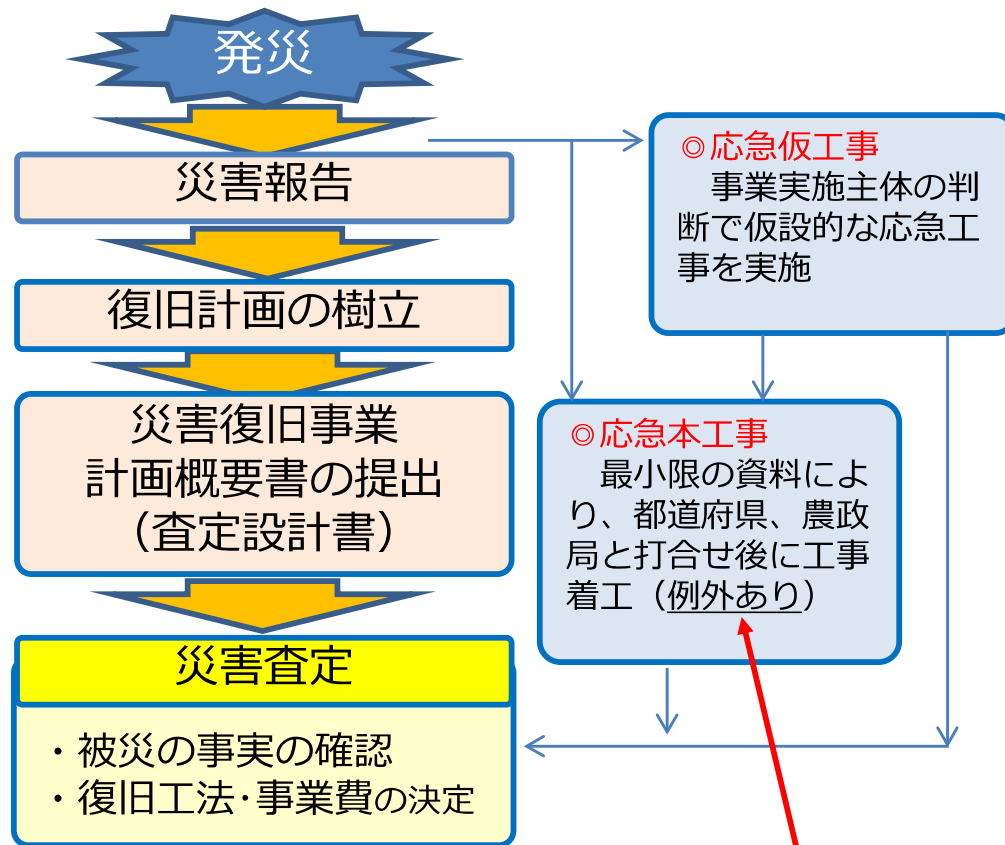 発災
災害報告
復旧計画の樹立
災害復旧事業
計画概要書の提出
（査定設計書）
災害査定
・被災の事実の確認
・復旧工法･事業費の決定
◎応急仮工事
　事業実施主体の判
断で仮設的な応急工
事を実施
◎応急本工事
　最小限の資料によ
り、都道府県、農政
局と打合せ後に工事
着工（例外あり）